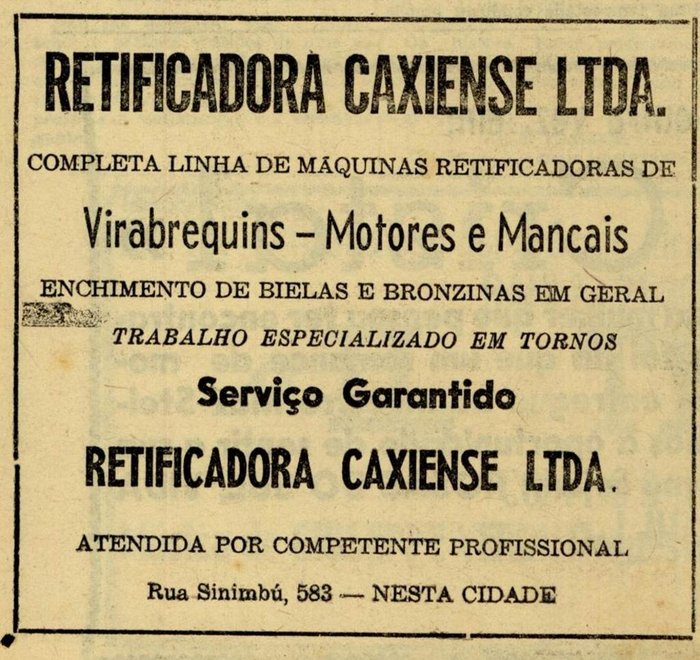 RETIFICADORA CAXIENSE LTDA.
COMPLETA LINHA DE MÁQUINAS RETIFICADORAS DE
Virabrequins – Motores e Mancais
ENCHIMENTO DE BIELAS E BRONZINAS EM GERAL
TRABALHO ESPECIALIZADO EM TORNOS
Serviço Garantido
RETIFICADORA CAXIENSE LTDA.
ATENDIDA POR COMPETENTE PROFISSIONAL
Rua Sinimbú, 583 — NESTA CIDADE